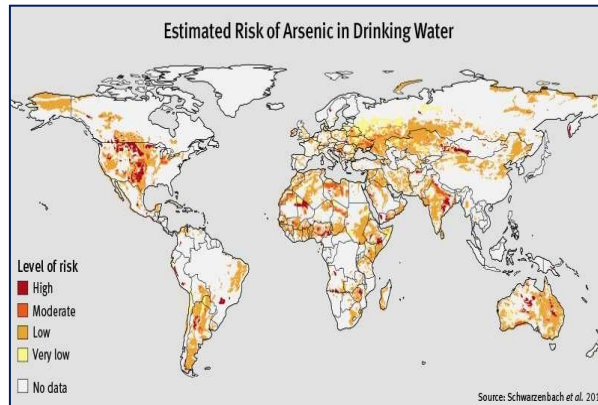 Estimated Risk of Arsenic in Drinking Water
Level of risk
High
Moderate
Low
Very low
No data
Source: Schwarzenbach et al. 201